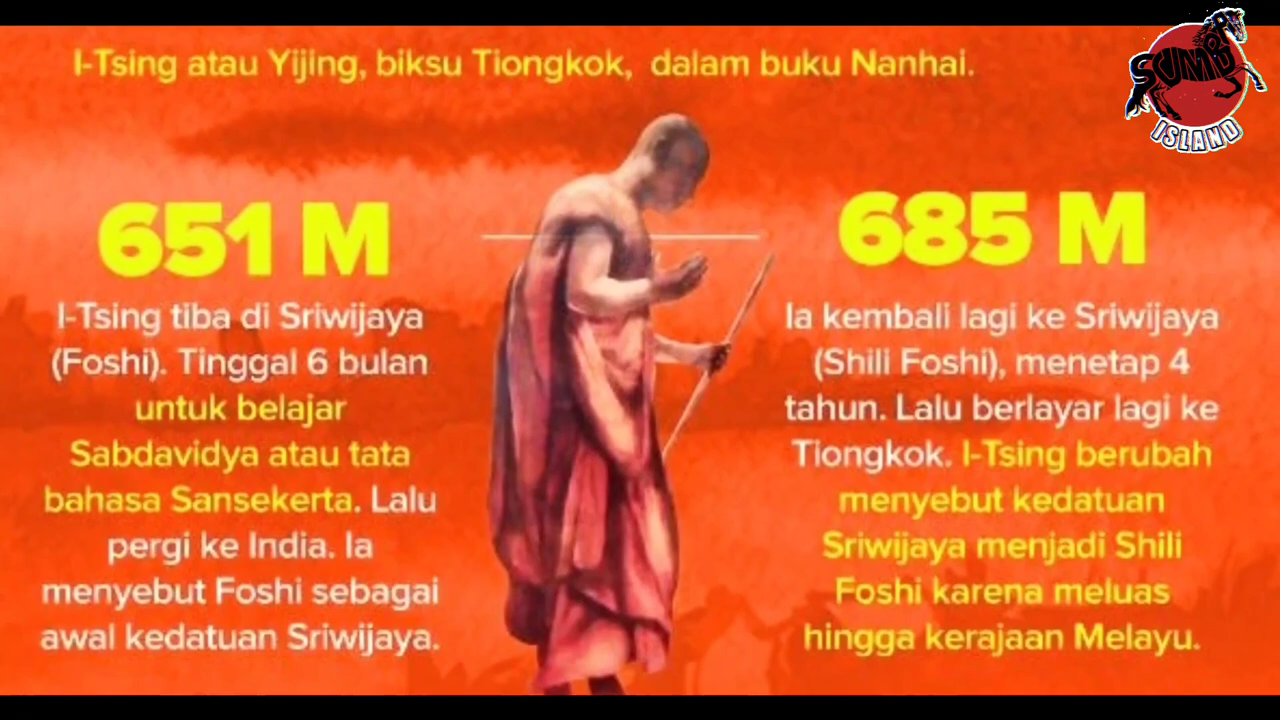 I-Tsing atau Yijing, biksu Tiongkok, dalam buku Nanhai.
SUMBA
ISLAND
651 M
I-Tsing tiba di Sriwijaya
(Foshi). Tinggal 6 bulan
untuk belajar
Sabdavidya atau tata
bahasa Sansekerta. Lalu
pergi ke India. Ia
menyebut Foshi sebagai
awal kedatuan Sriwijaya.
685 M
Ia kembali lagi ke Sriwijaya
(Shili Foshi), menetap 4
tahun. Lalu berlayar lagi ke
Tiongkok. I-Tsing berubah
menyebut kedatuan
Sriwijaya menjadi Shili
Foshi karena meluas
hingga kerajaan Melayu.